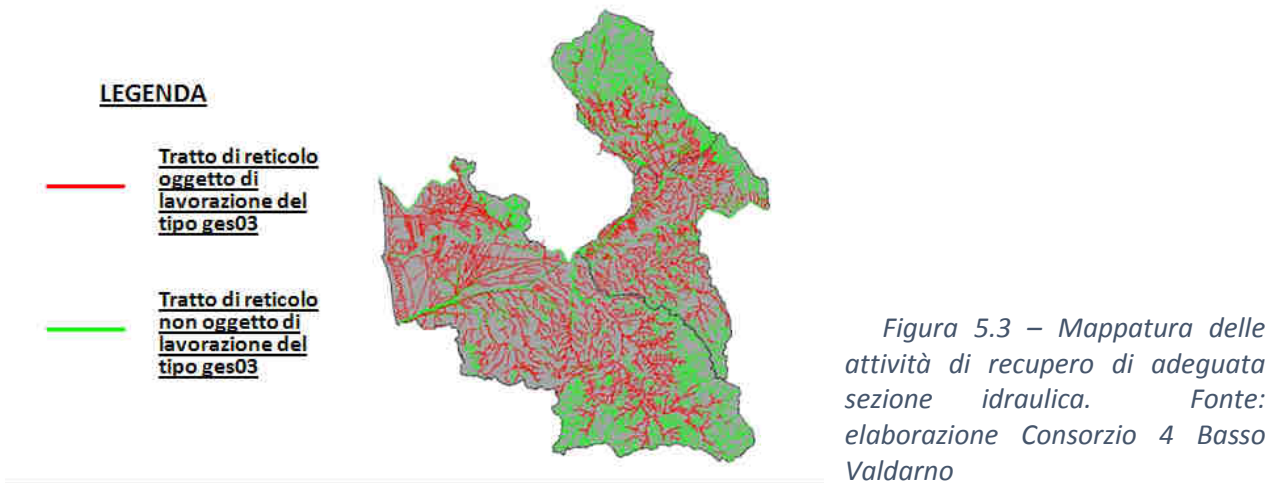 LEGENDA
Tratto di reticolo
oggetto di
lavorazione del
tipo ges03
Tratto di reticolo
non oggetto di
lavorazione del
tipo ges03
Figura 5.3 – Mappatura delle
attività di recupero di adeguata
sezione idraulica. Fonte:
elaborazione Consorzio 4 Basso
Valdarno